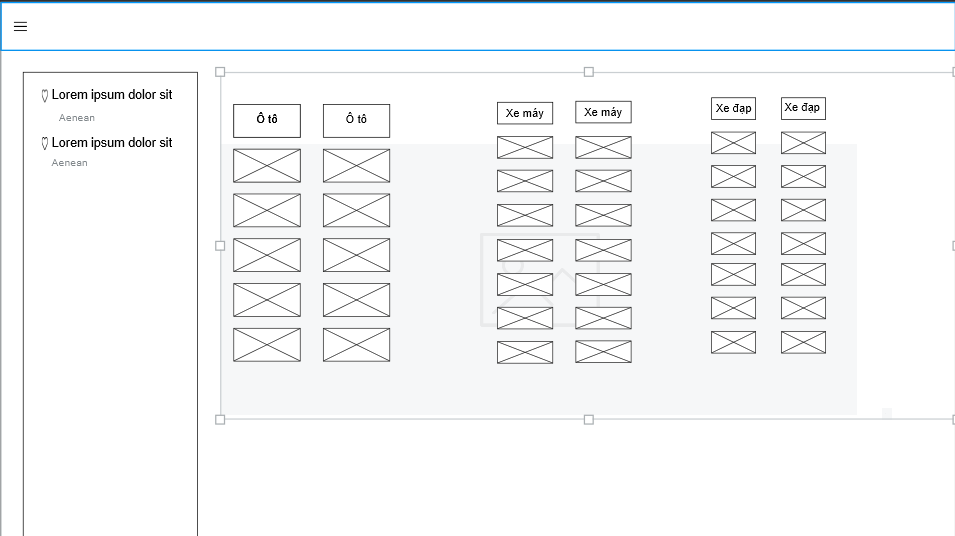 Lorem ipsum dolor sit
Aenean
Lorem ipsum dolor sit
Aenean
Ô tô
Ô tô
Xe máy
Xe máy
Xe đạp
Xe đạp